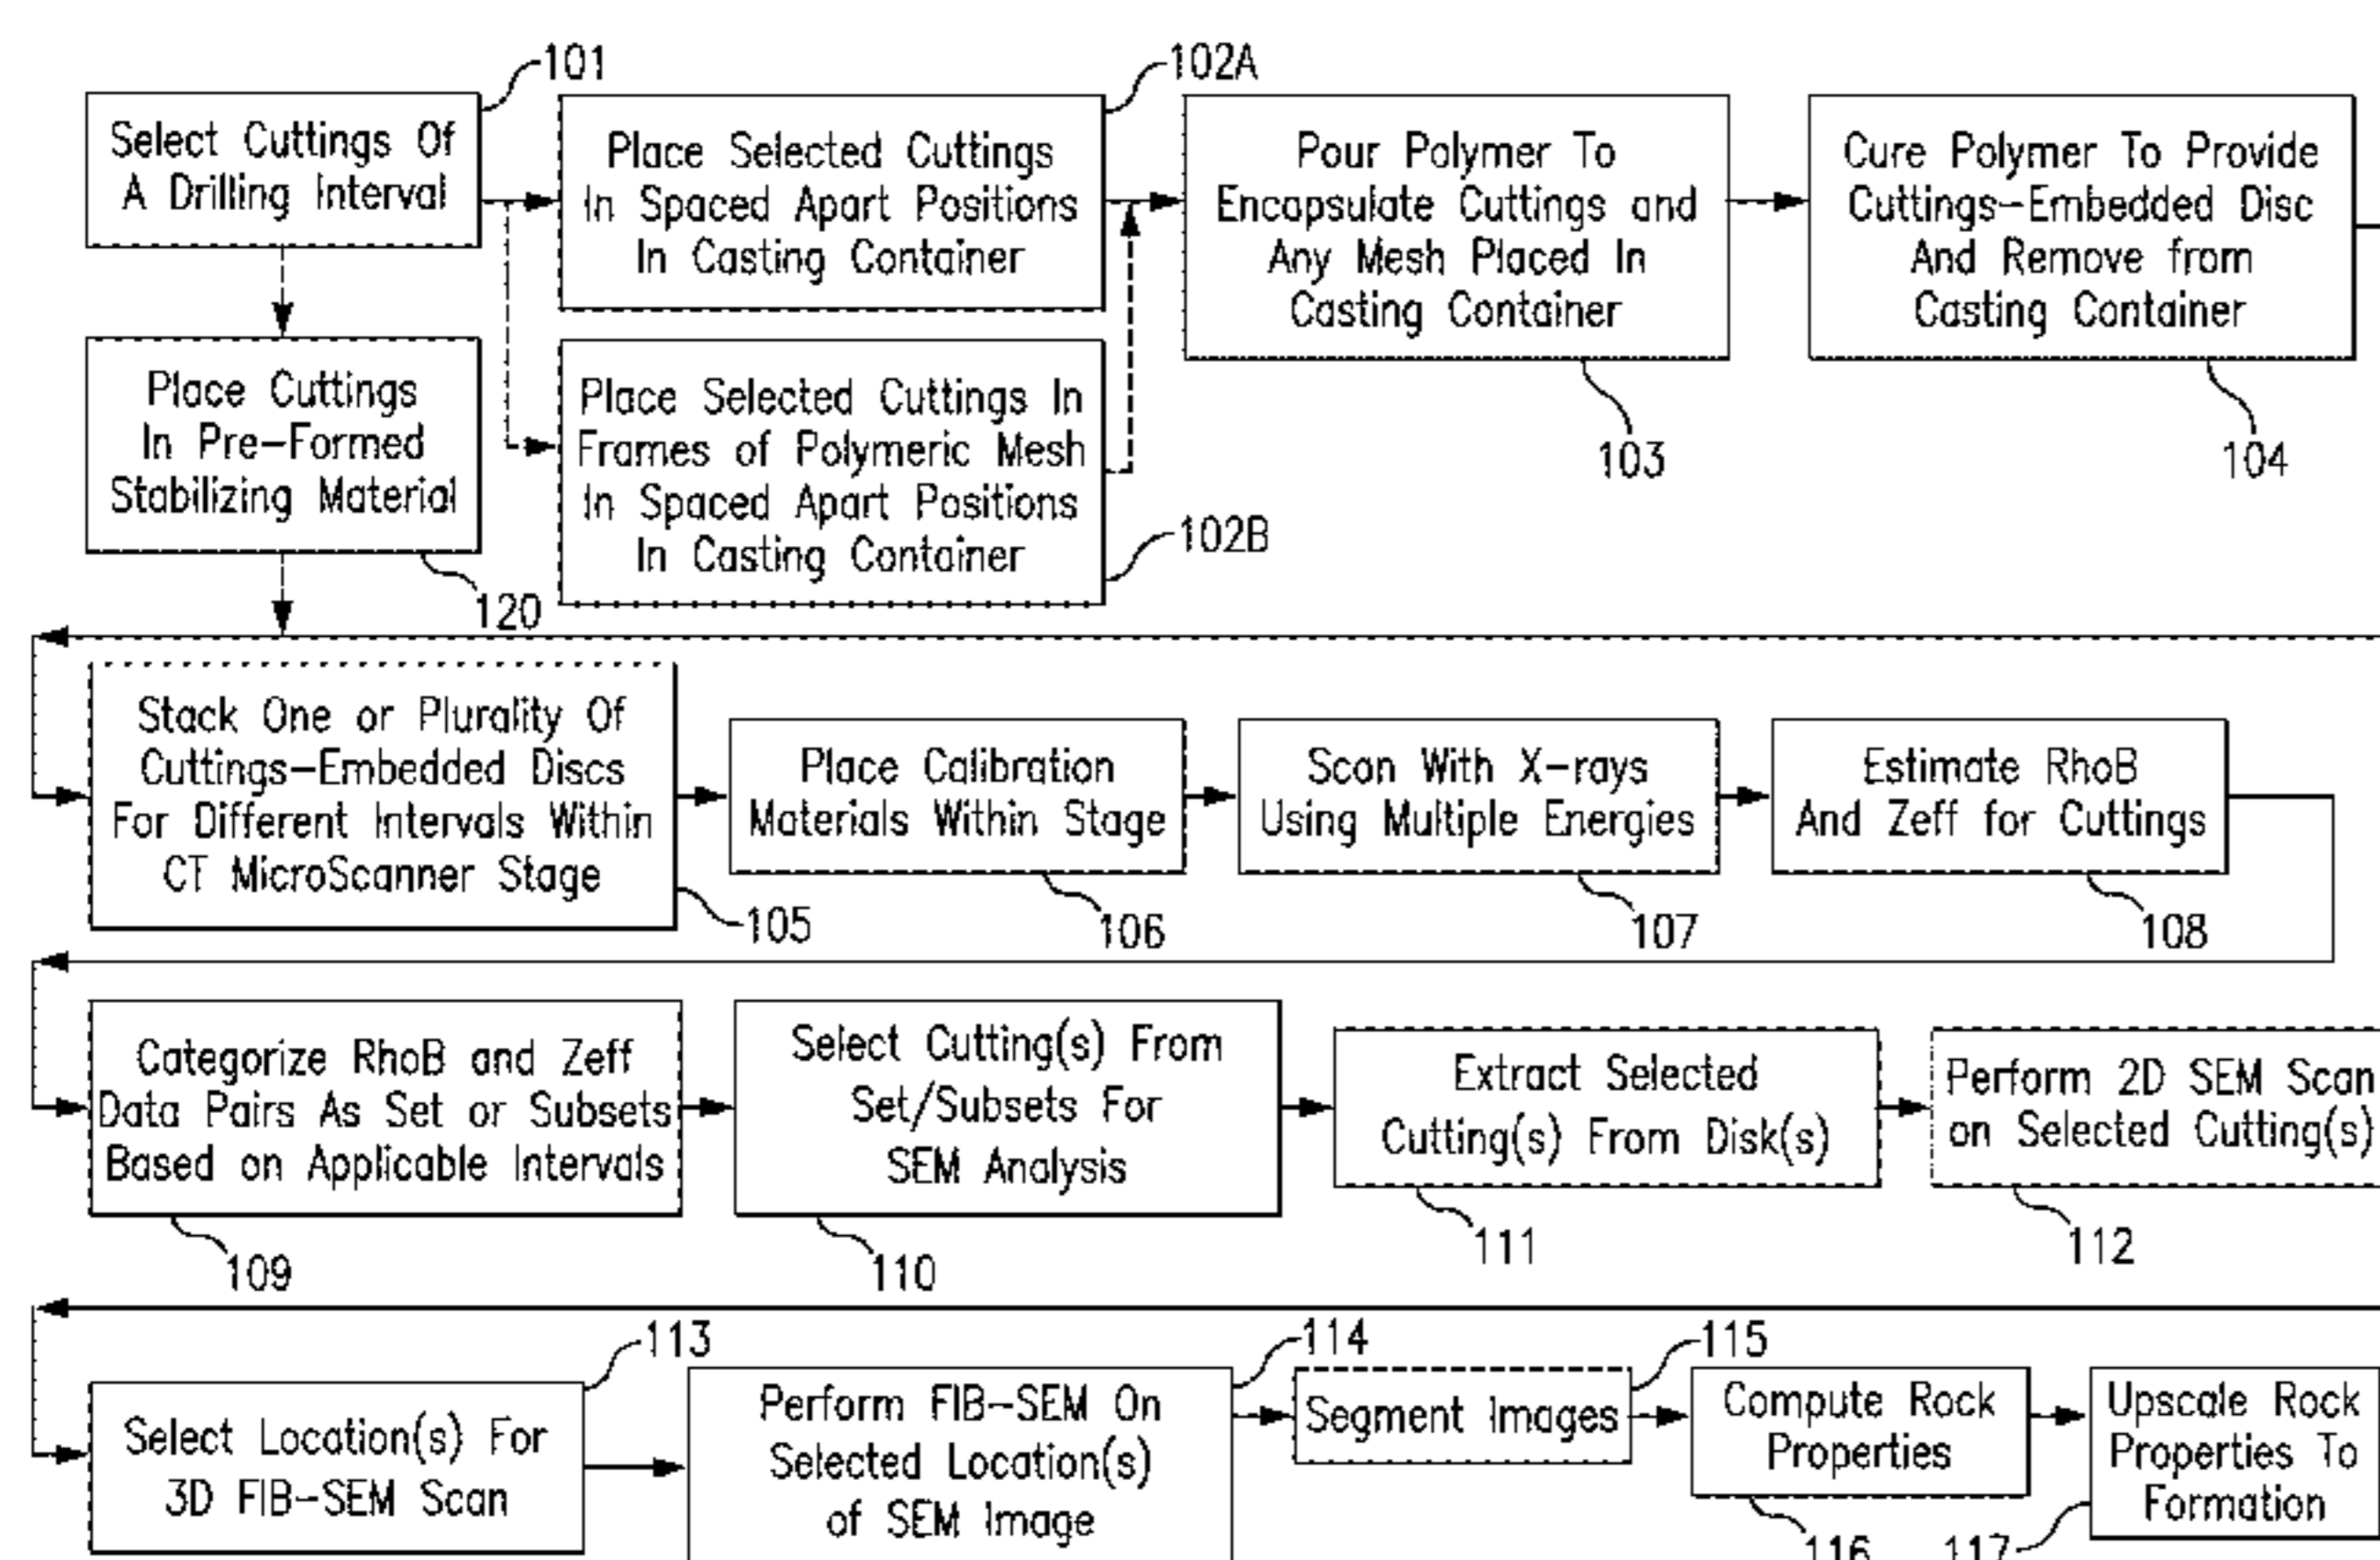 101
Select Cuttings Of
A Drilling Interval
102A
Place Selected Cuttings
In Spaced Apart Positions
In Casting Container
Pour Polymer To
Encapsulate Cuttings and
Any Mesh Placed In
Casting Container
103
Cure Polymer To Provide
Cuttings-Embedded Disc
And Remove from
Casting Container
104
Place Cuttings
In Pre-Formed
Stabilizing Material
120
Place Selected Cuttings In
Frames of Polymeric Mesh
In Spaced Apart Positions
In Casting Container
102B
Stack One or Plurality Of
Cuttings-Embedded Discs
For Different Intervals Within
CT MicroScanner Stage
105
Place Calibration
Materials Within Stage
106
Scan With X-rays
Using Multiple Energies
107
Estimate RhoB
And Zeff for Cuttings
108
Categorize RhoB and Zeff
Data Pairs As Set or Subsets
Based on Applicable Intervals
109
Select Cutting(s) From
Set/Subsets For
SEM Analysis
110
Extract Selected
Cutting(s) From Disk(s)
111
Perform 2D SEM Scan
on Selected Cutting(s)
112
113
Select Location(s) For
3D FIB-SEM Scan
114
Perform FIB-SEM On
Selected Location(s)
of SEM Image
115
Segment Images
Compute Rock
Properties
116
Upscale Rock
Properties To
Formation
117